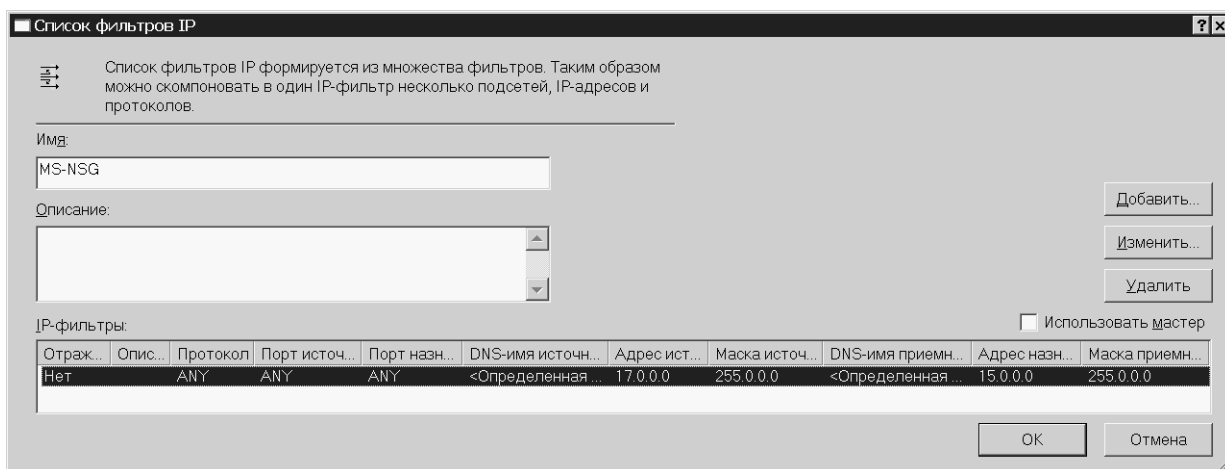 Список фильтров IP
Список фильтров IP формируется из множества фильтров. Таким образом
можно скомпоновать в один IP-фильтр несколько подсетей, IP-адресов и
протоколов.
Имя:
MS-NSG
Добавить...
Описание:
Изменить...
Удалить
IP-фильтры:
Использовать мастер
Отраж... Опис... Протокол Порт источ... Порт назн... DNS-имя источн... Адрес ист... Маска источ... DNS-имя приемн... Адрес назн... Маска приемн...
Нет ANY ANY ANY <Определенная ... 17.0.0.0 255.0.0.0 <Определенная ... 15.0.0.0 255.0.0.0
OK Отмена